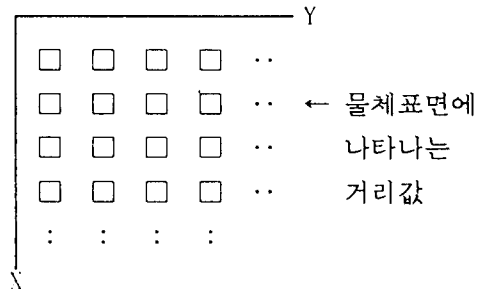 Y
□ □ □ □ ‥
□ □ □ □ ‥ ← 물체표면에
□ □ □ □ ‥ 나타나는
□ □ □ □ ‥ 거리값
: : : :
X